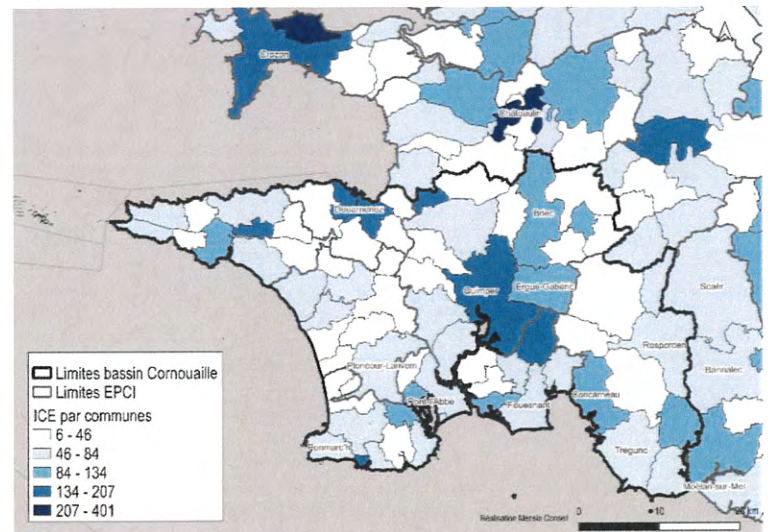 Crozon
Châteaulin
Douarnenez
Briec
Quimper
Ergué-Gabéric
Scaër
Rosporden
Bannalec
Plonéour-Lanvern
Pont-l'Abbé
Fouesnant
Concarneau
Penmarc'h
Trégunc
Moëlan-sur-Mer
Limites bassin Cornouaille
Limites EPCI
ICE par communes
6 - 46
46 - 84
84 - 134
134 - 207
207 - 401
Réalisation Mersia Conseil
0 10 20 km